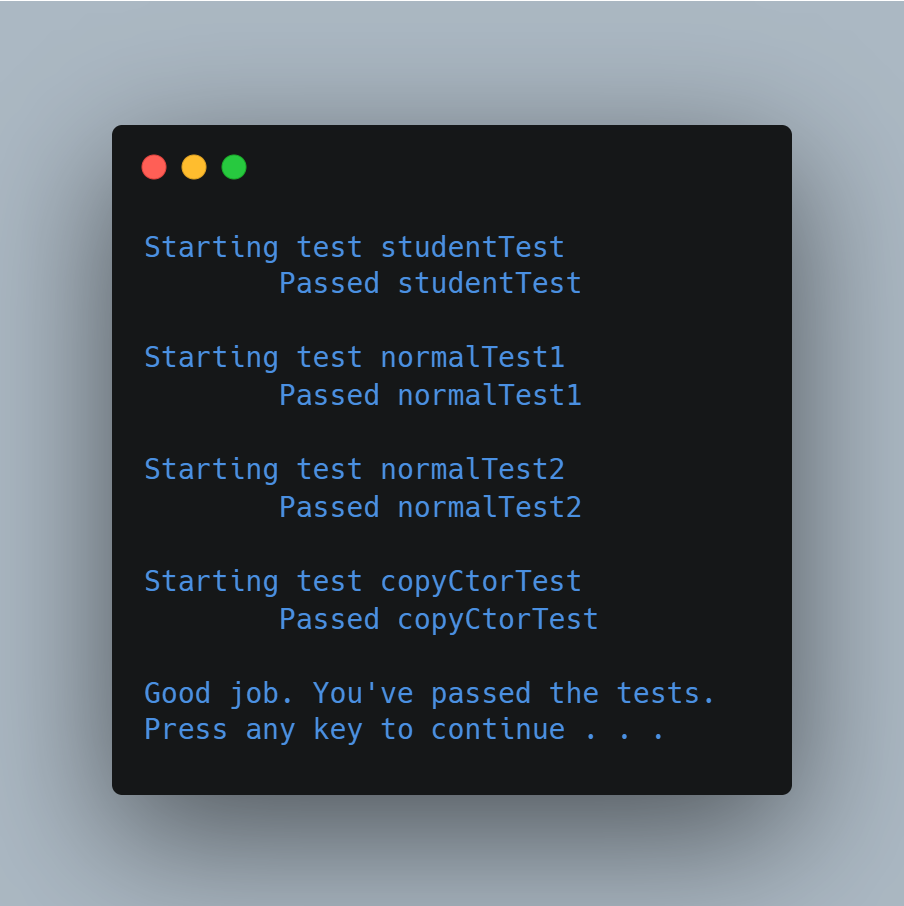 Starting test studentTest
Passed studentTest
Starting test normalTest1
Passed normalTest1
Starting test normalTest2
Passed normalTest2
Starting test copyCtorTest
Passed copyCtorTest
Good job. You've passed the tests.
Press any key to continue . . .